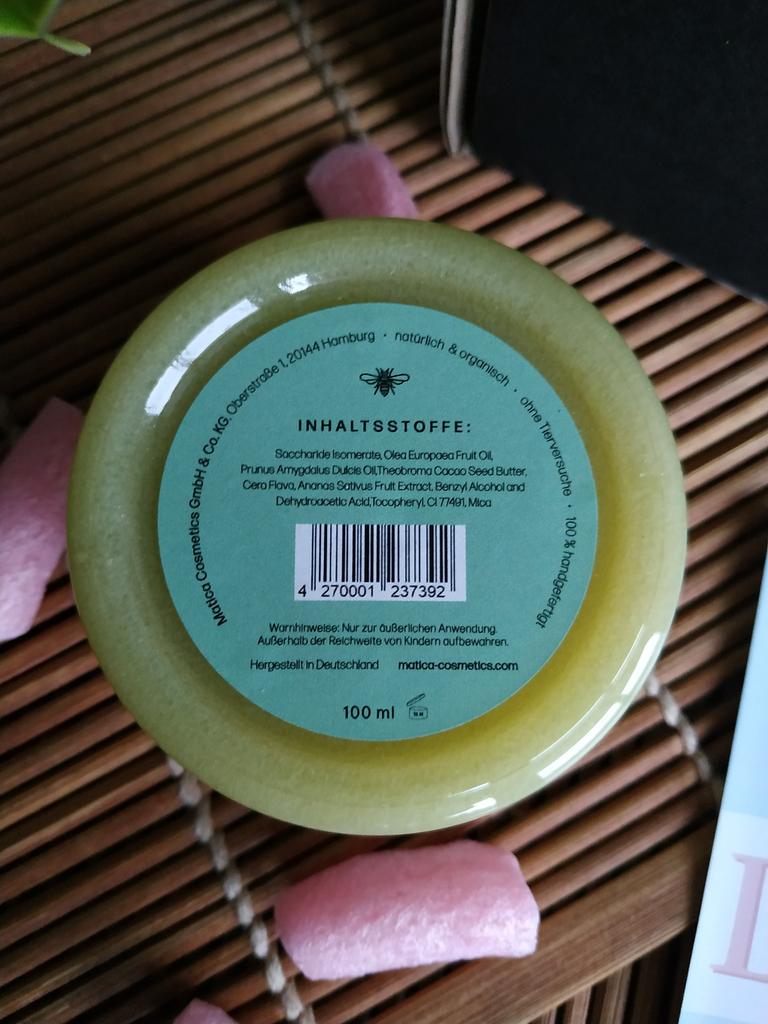 Matica Cosmetics GmbH & Co. KG, Oberstraße 1, 20144 Hamburg · natürlich & organisch · ohne Tierversuche · 100 % handgefertigt
INHALTSSTOFFE:
Saccharide Isomerate, Olea Europaea Fruit Oil,
Prunus Amygdalus Dulcis Oil,Theobroma Cacao Seed Butter,
Cera Flava, Ananas Sativus Fruit Extract, Benzyl Alcohol and
Dehydroacetic Acid,Tocopheryl, CI 77491, Mica
4 270001 237392
Warnhinweise: Nur zur äußerlichen Anwendung.
Außerhalb der Reichweite von Kindern aufbewahren.
Hergestellt in Deutschland matica-cosmetics.com
100 ml